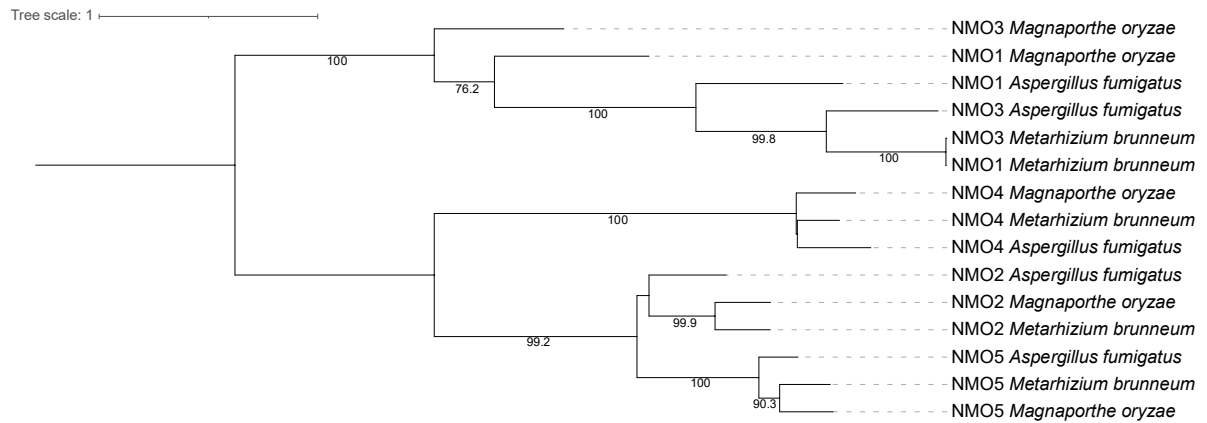 Tree scale: 1
NMO3 Magnaporthe oryzae
100
NMO1 Magnaporthe oryzae
76.2
NMO1 Aspergillus fumigatus
100
NMO3 Aspergillus fumigatus
99.8
NMO3 Metarhizium brunneum
100
NMO1 Metarhizium brunneum
NMO4 Magnaporthe oryzae
100
NMO4 Metarhizium brunneum
NMO4 Aspergillus fumigatus
NMO2 Aspergillus fumigatus
NMO2 Magnaporthe oryzae
99.9
NMO2 Metarhizium brunneum
99.2
NMO5 Aspergillus fumigatus
100
NMO5 Metarhizium brunneum
90.3
NMO5 Magnaporthe oryzae